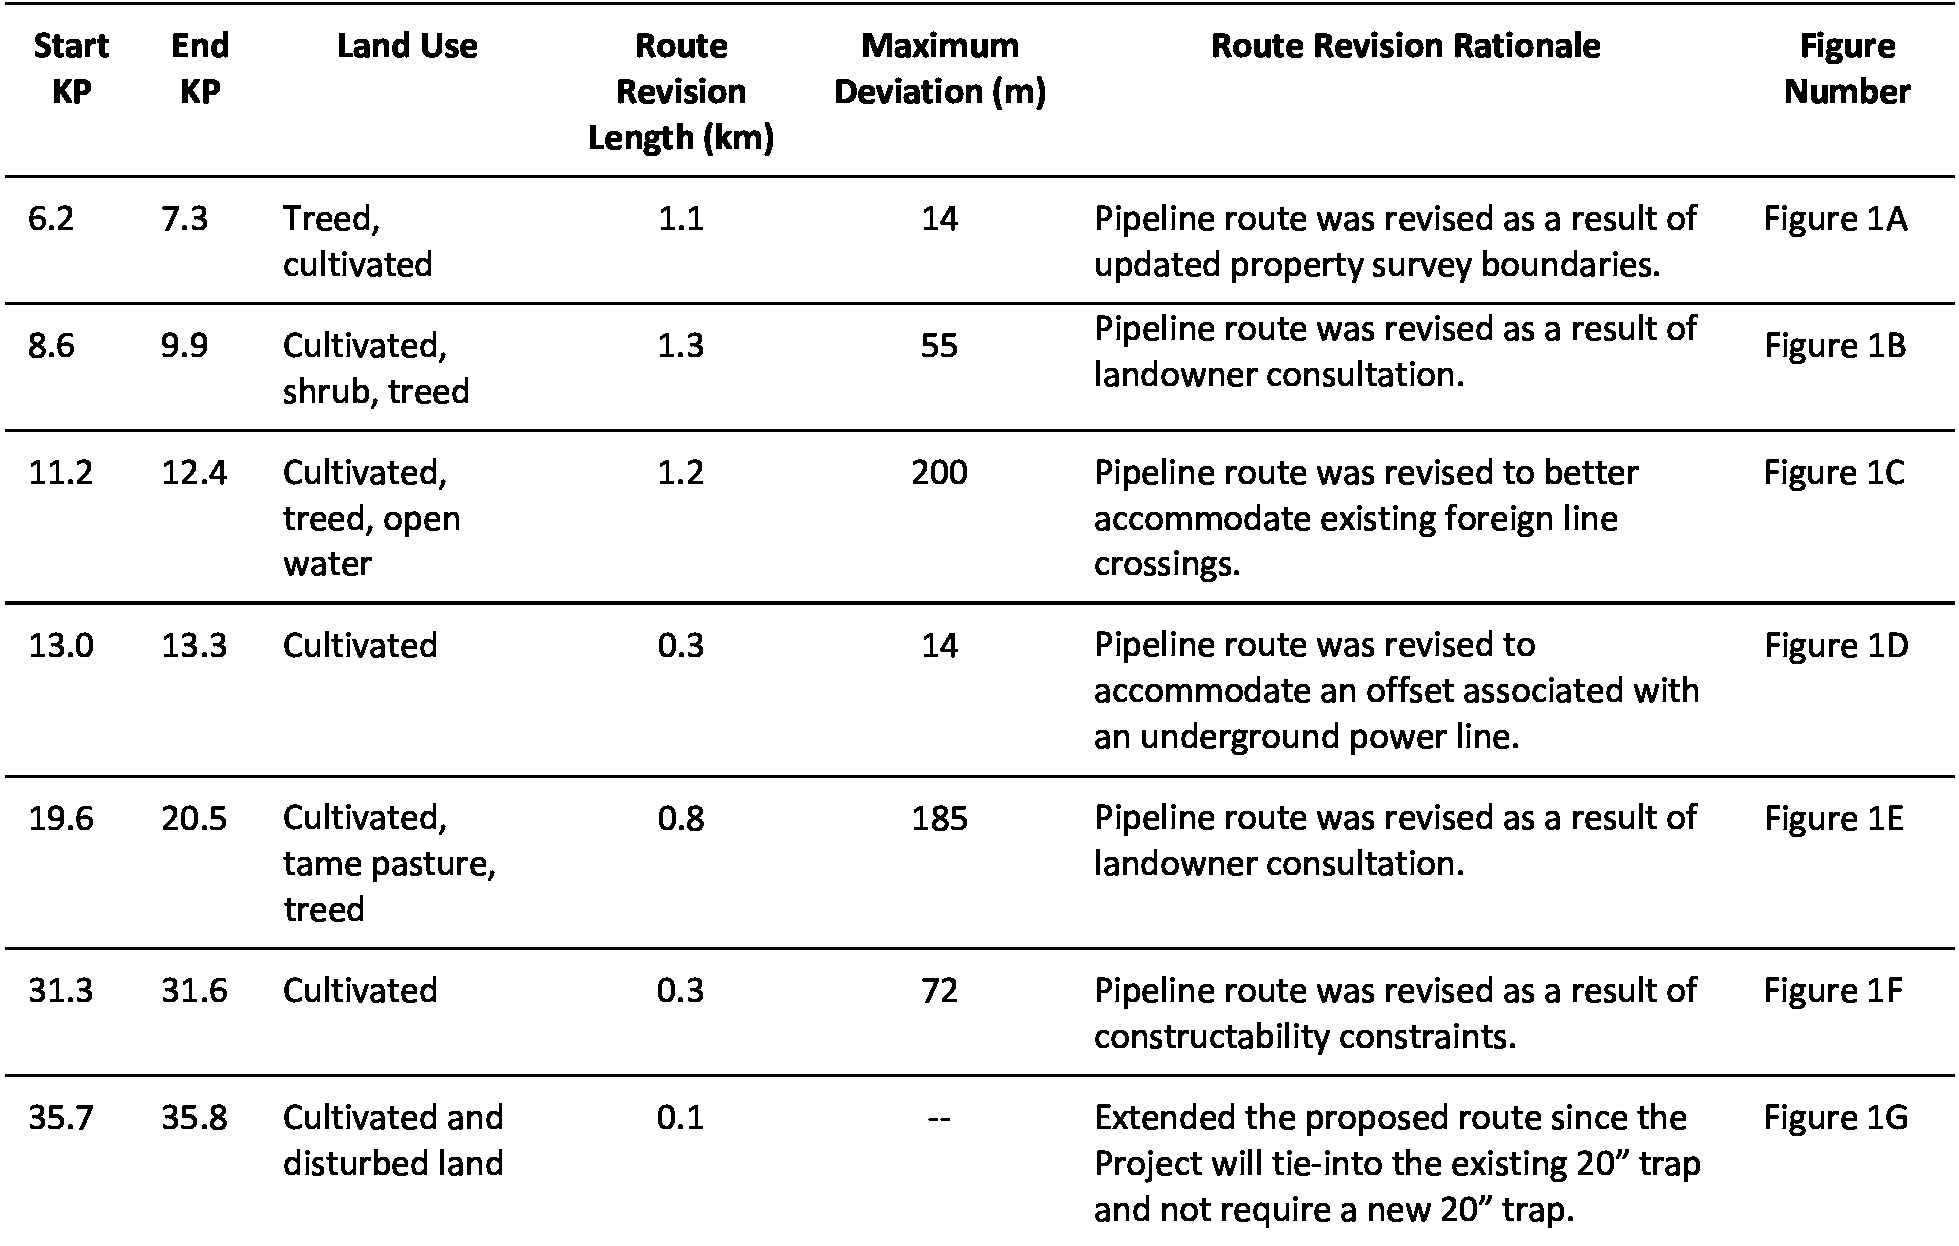 Start KP End KP Land Use Route Revision Length (km) Maximum Deviation (m) Route Revision Rationale Figure Number
6.2 7.3 Treed, 1.1 14 Pipeline route was revised as a result of Figure 1A
cultivated updated property survey boundaries.
8.6 9.9 Cultivated, 1.3 55 Pipeline route was revised as a result of Figure 1B
shrub, treed landowner consultation.
11.2 12.4 Cultivated, 1.2 200 Pipeline route was revised to better Figure 1C
treed, open accommodate existing foreign line
water crossings.
13.0 13.3 Cultivated 0.3 14 Pipeline route was revised to Figure 1D
accommodate an offset associated with
an underground power line.
19.6 20.5 Cultivated, 0.8 185 Pipeline route was revised as a result of Figure 1E
tame pasture, landowner consultation.
treed
31.3 31.6 Cultivated 0.3 72 Pipeline route was revised as a result of Figure 1F
constructability constraints.
35.7 35.8 Cultivated and 0.1 -- Extended the proposed route since the Figure 1G
disturbed land Project will tie-into the existing 20” trap
and not require a new 20” trap.